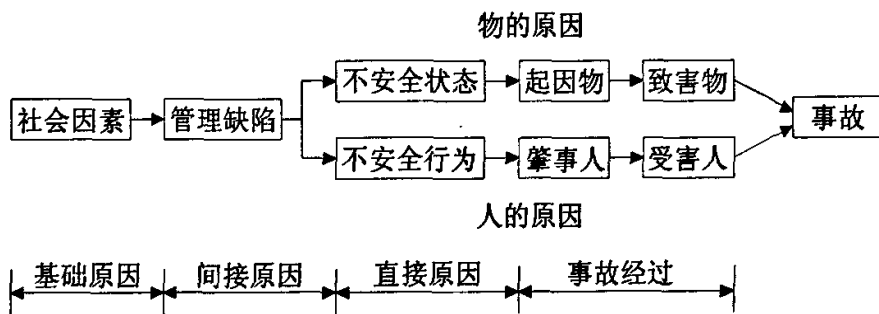 物的原因
不安全状态 起因物 致害物
社会因素 管理缺陷 事故
不安全行为 肇事人 受害人
人的原因
基础原因 间接原因 直接原因 事故经过